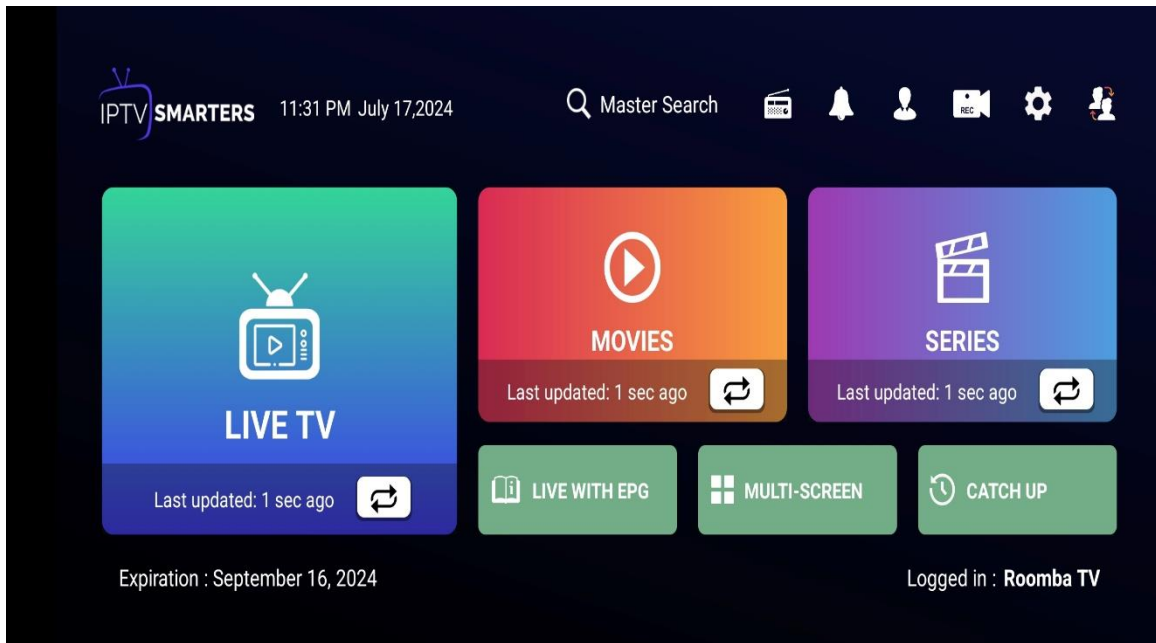 IPTV SMARTERS 11:31 PM July 17,2024 Master Search
REC
LIVE TV
Last updated: 1 sec ago
MOVIES
Last updated: 1 sec ago
SERIES
Last updated: 1 sec ago
LIVE WITH EPG
MULTI-SCREEN
CATCH UP
Expiration : September 16, 2024
Logged in : Roomba TV